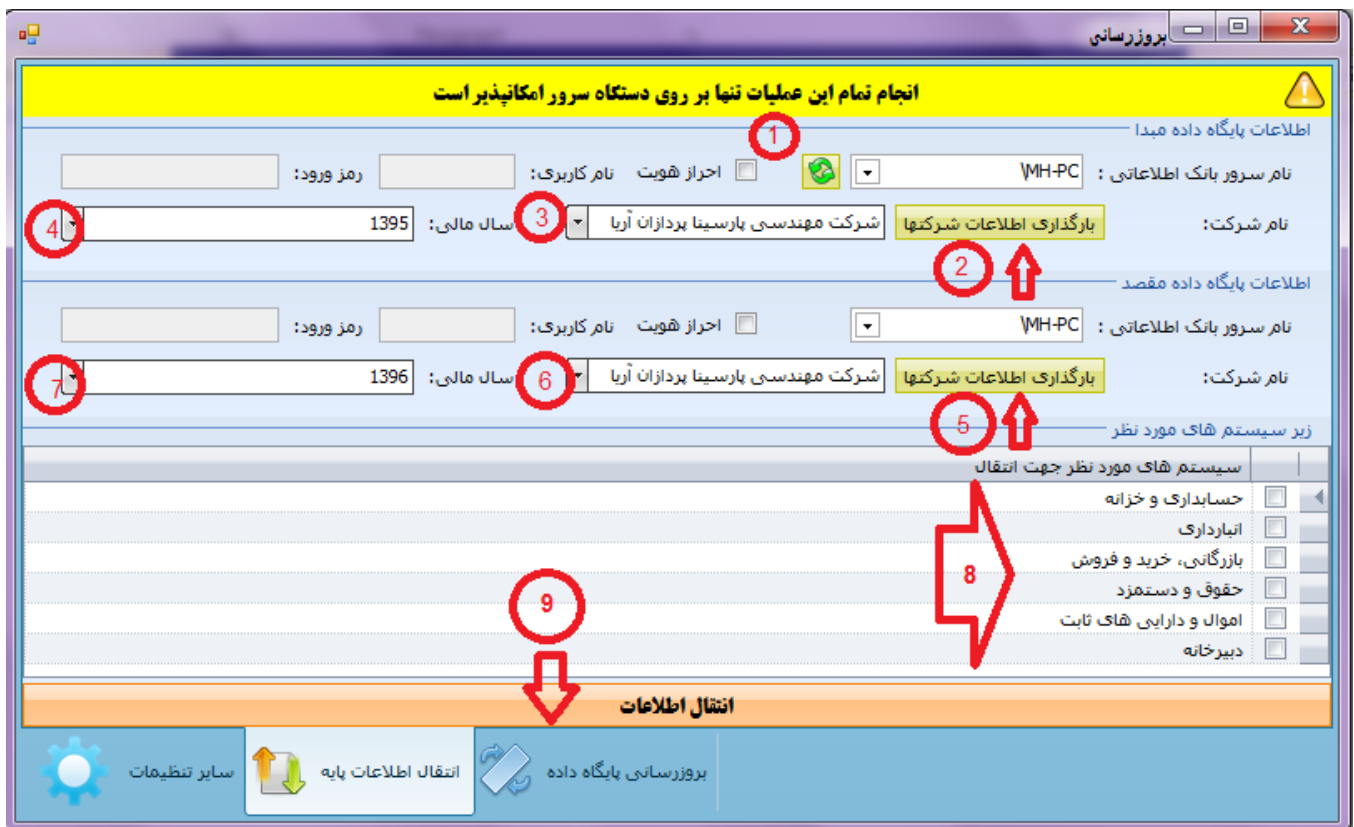 بروزرسانی
انجام تمام این عملیات تنها بر روی دستگاه سرور امکانپذیر است
اطلاعات پایگاه داده مبدا
نام سرور بانک اطلاعاتی : MH-PC\ احراز هویت نام کاربری: رمز ورود:
1
نام شرکت: بارگذاری اطلاعات شرکتها شرکت مهندسی پارسینا پردازان آریا 3 سال مالی: 1395 4
2
اطلاعات پایگاه داده مقصد
نام سرور بانک اطلاعاتی : MH-PC\ احراز هویت نام کاربری: رمز ورود:
نام شرکت: بارگذاری اطلاعات شرکتها شرکت مهندسی پارسینا پردازان آریا 6 سال مالی: 1396 7
5
زیر سیستم های مورد نظر
سیستم های مورد نظر جهت انتقال
حسابداری و خزانه
انبارداری
بازرگانی، خرید و فروش
8
حقوق و دستمزد
9
اموال و دارایی های ثابت
دبیرخانه
انتقال اطلاعات
بروزرسانی پایگاه داده انتقال اطلاعات پایه سایر تنظیمات